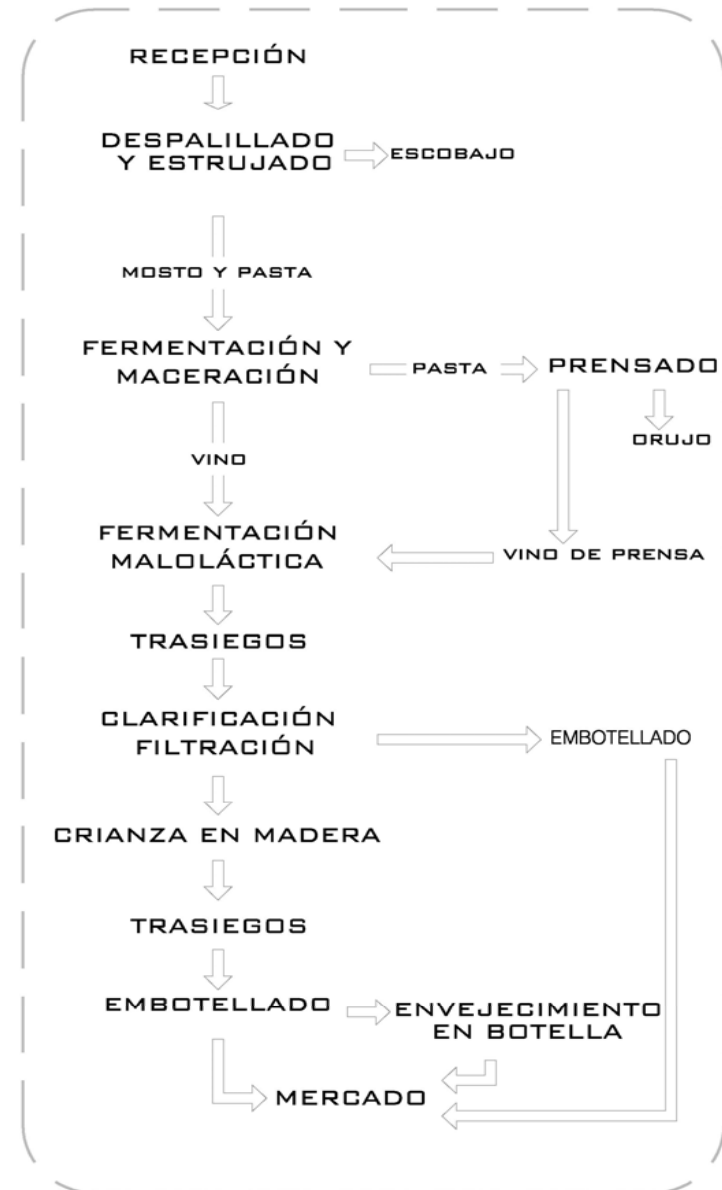 RECEPCIÓN
DESPALILLADO
Y ESTRUJADO
ESCOBAJO
MOSTO Y PASTA
FERMENTACIÓN Y
MACERACIÓN
PASTA
PRENSADO
ORUJO
VINO
FERMENTACIÓN
MALOLÁCTICA
VINO DE PRENSA
TRASIEGOS
CLARIFICACIÓN
FILTRACIÓN
EMBOTELLADO
CRIANZA EN MADERA
TRASIEGOS
EMBOTELLADO
ENVEJECIMIENTO
EN BOTELLA
MERCADO